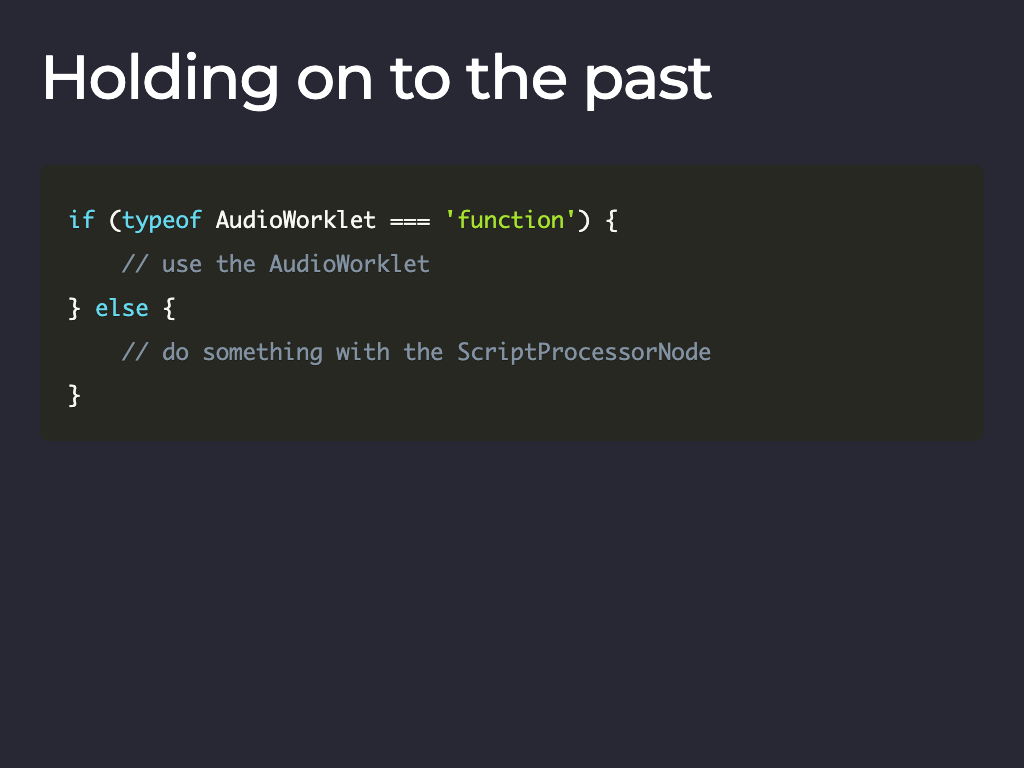 Holding on to the past
if (typeof AudioWorklet === 'function') {
    // use the AudioWorklet
} else {
    // do something with the ScriptProcessorNode
}